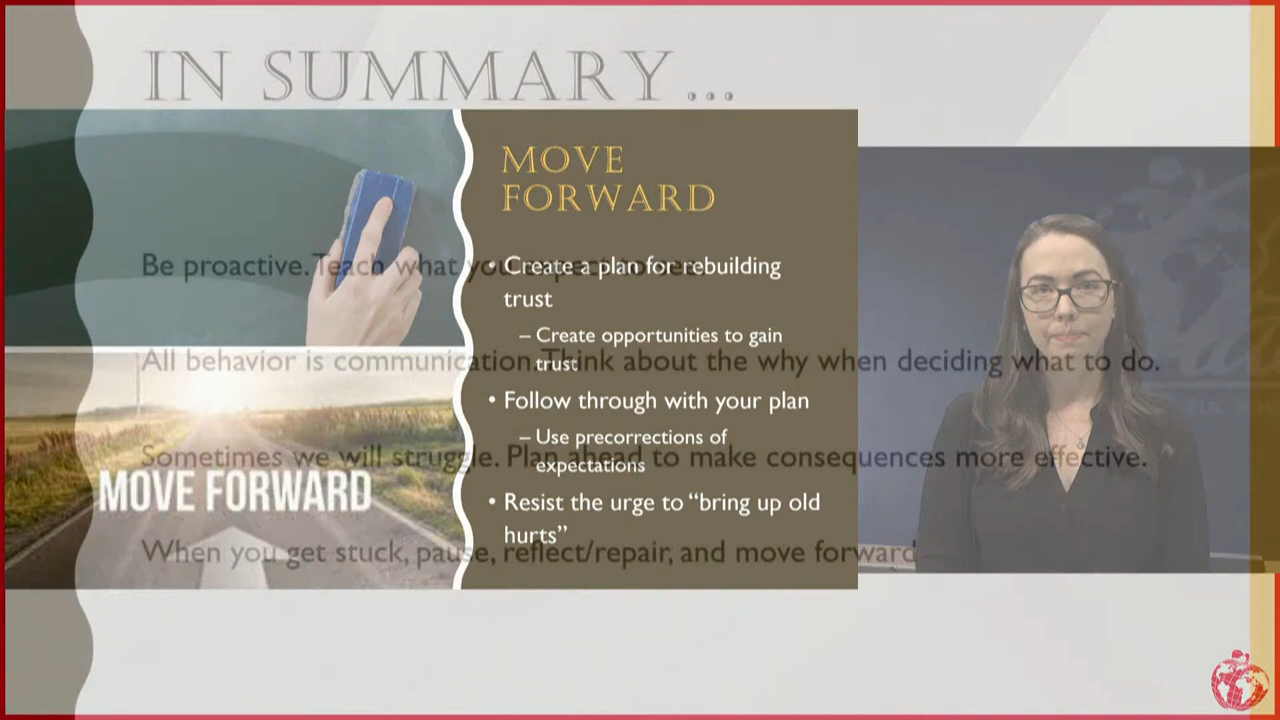 IN SUMMARY...
MOVE
FORWARD
• Create a plan for rebuilding
trust
– Create opportunities to gain
trust
• Follow through with your plan
– Use precorrections of
expectations
• Resist the urge to “bring up old
hurts”
MOVE FORWARD
Be proactive. Teach what you expect to see.
All behavior is communication. Think about the why when deciding what to do.
Sometimes we will struggle. Plan ahead to make consequences more effective.
When you get stuck, pause, reflect/repair, and move forward